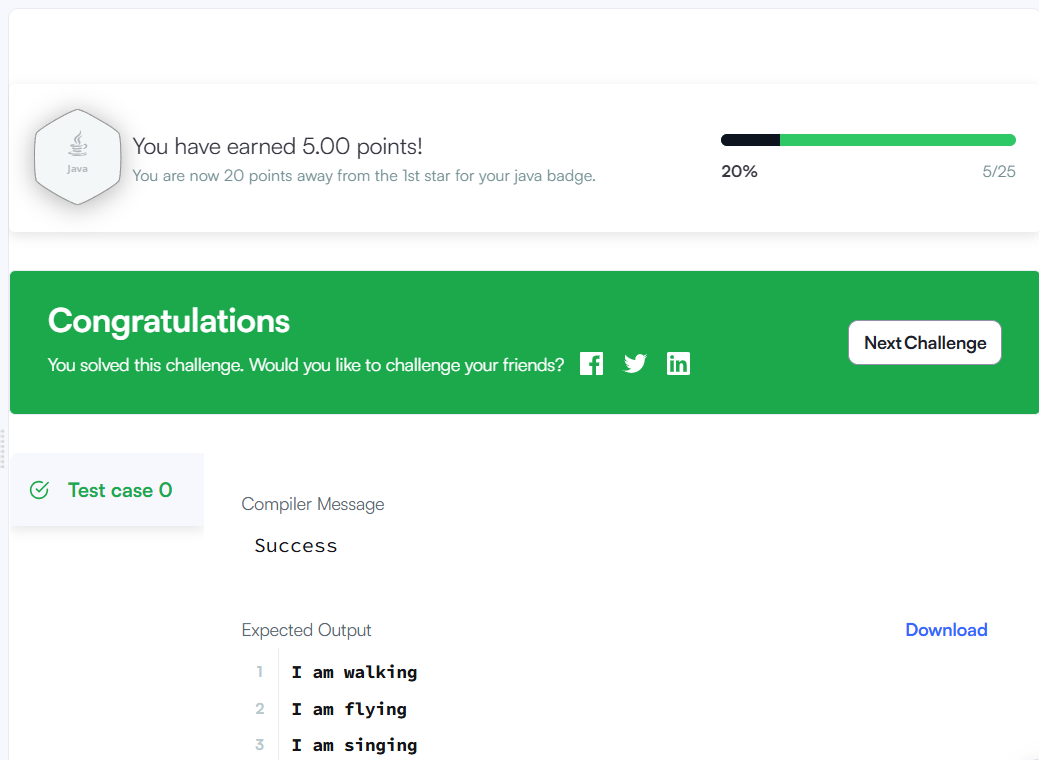 Java
You have earned 5.00 points!
You are now 20 points away from the 1st star for your java badge.
20%
5/25
Congratulations
You solved this challenge. Would you like to challenge your friends?
Next Challenge
Test case 0
Compiler Message
Success
Expected Output
Download
1 I am walking
2 I am flying
3 I am singing